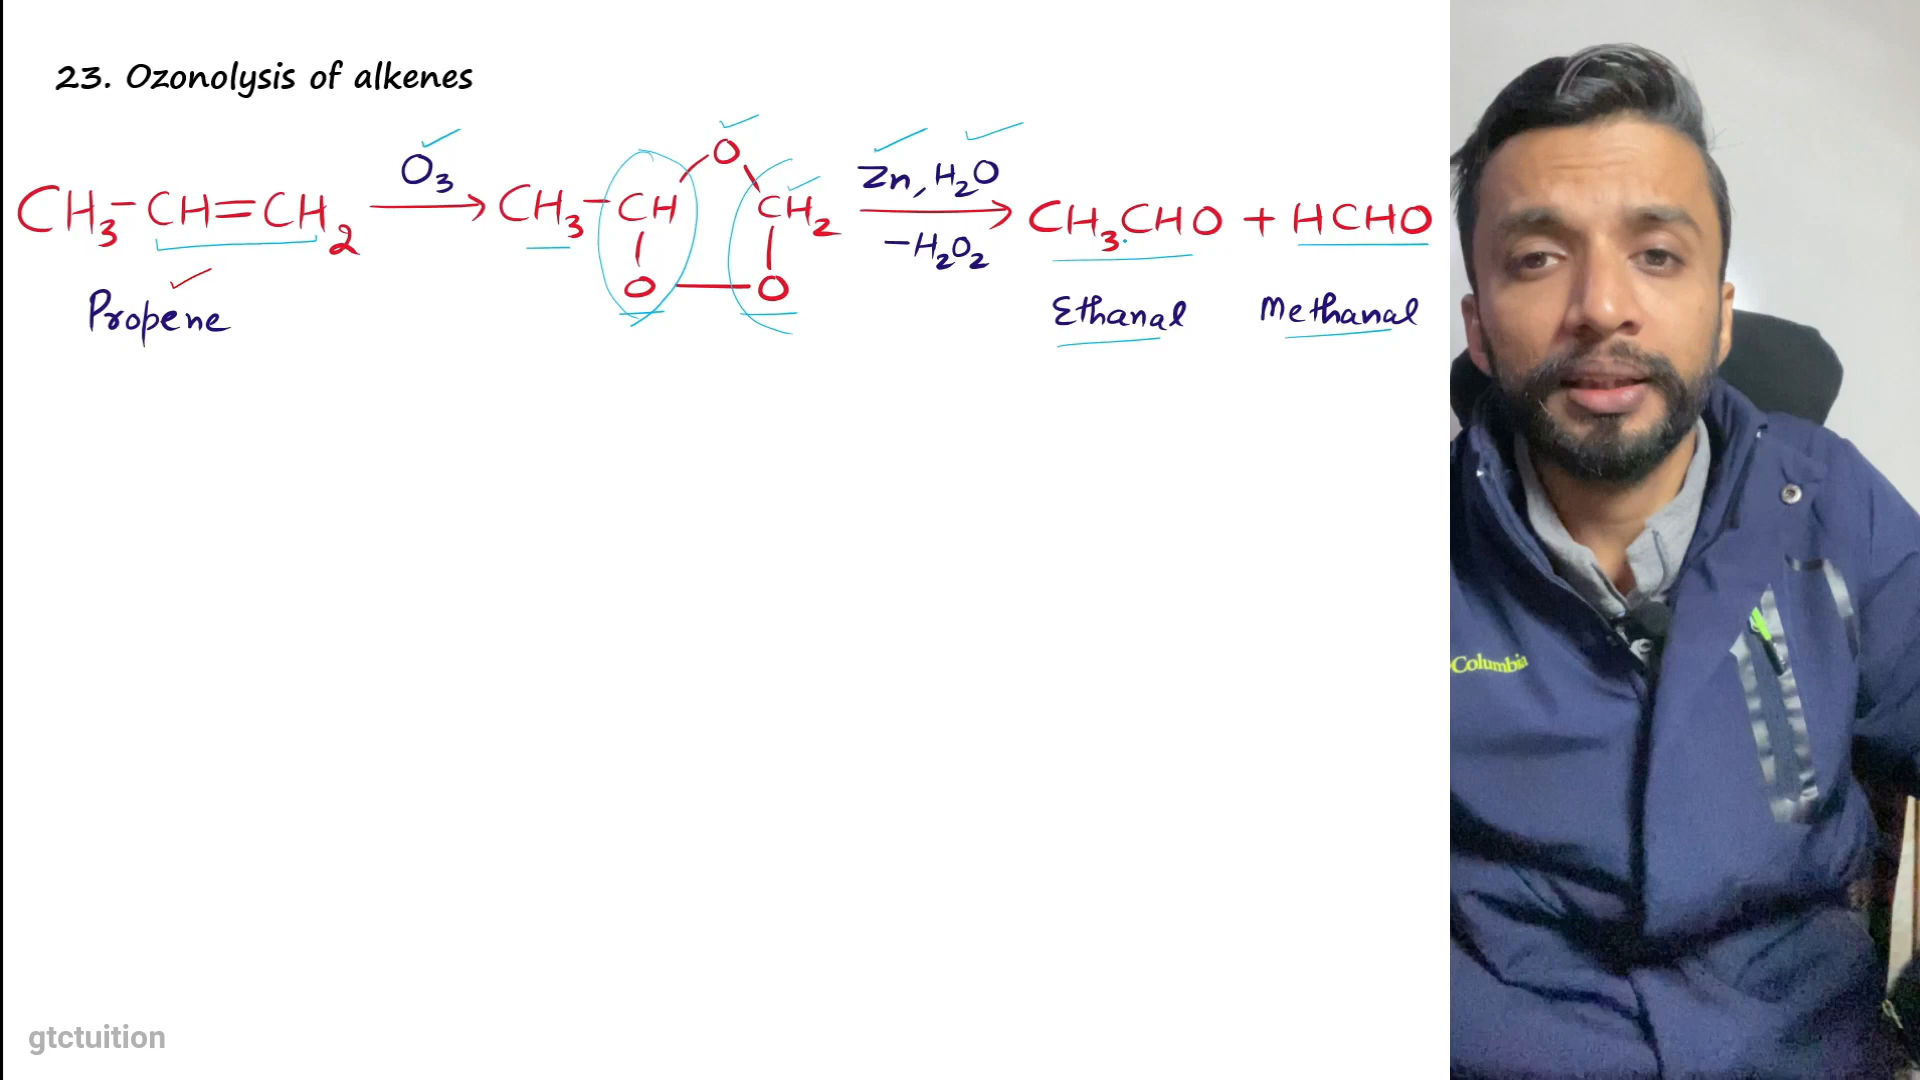 23. Ozonolysis of alkenes
O
O₃ Zn, H₂O
CH₃-CH=CH₂ → CH₃-CH CH₂ → CH₃CHO + HCHO
-H₂O₂
O O
Propene Ethanal Methanal
Columbia
gtctuition